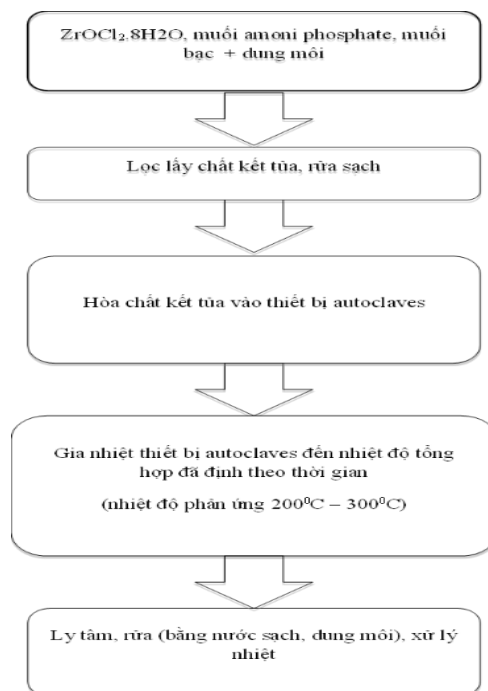 ZrOCl₂.8H2O, muối amoni phosphate, muối
bạc + dung môi
Lọc lấy chất kết tủa, rửa sạch
Hòa chất kết tủa vào thiết bị autoclaves
Gia nhiệt thiết bị autoclaves đến nhiệt độ tổng
hợp đã định theo thời gian
(nhiệt độ phản ứng 200⁰C – 300⁰C)
Ly tâm, rửa (bằng nước sạch, dung môi), xử lý
nhiệt